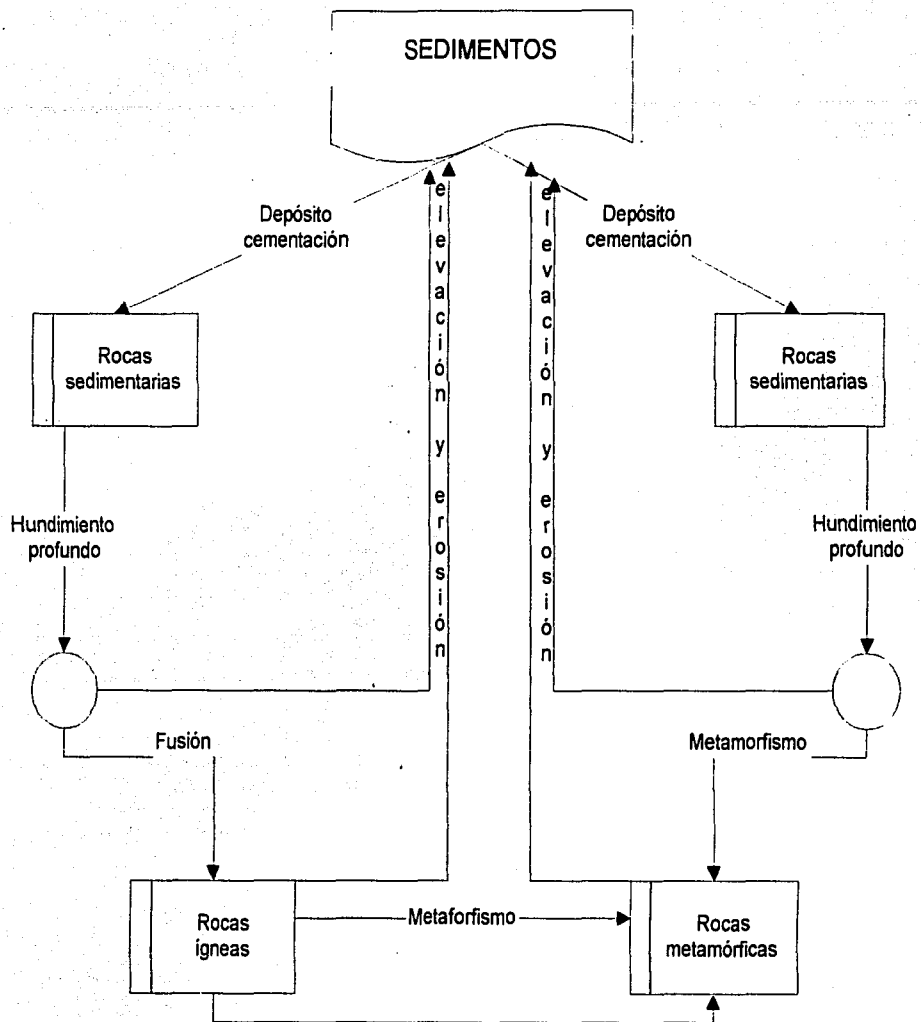 SEDIMENTOS
Depósito
cementación
Depósito
cementación
elevación y erosión
elevación y erosión
Rocas
sedimentarias
Rocas
sedimentarias
Hundimiento
profundo
Hundimiento
profundo
Fusión
Metamorfismo
Rocas
ígneas
Metaforfismo
Rocas
metamórficas